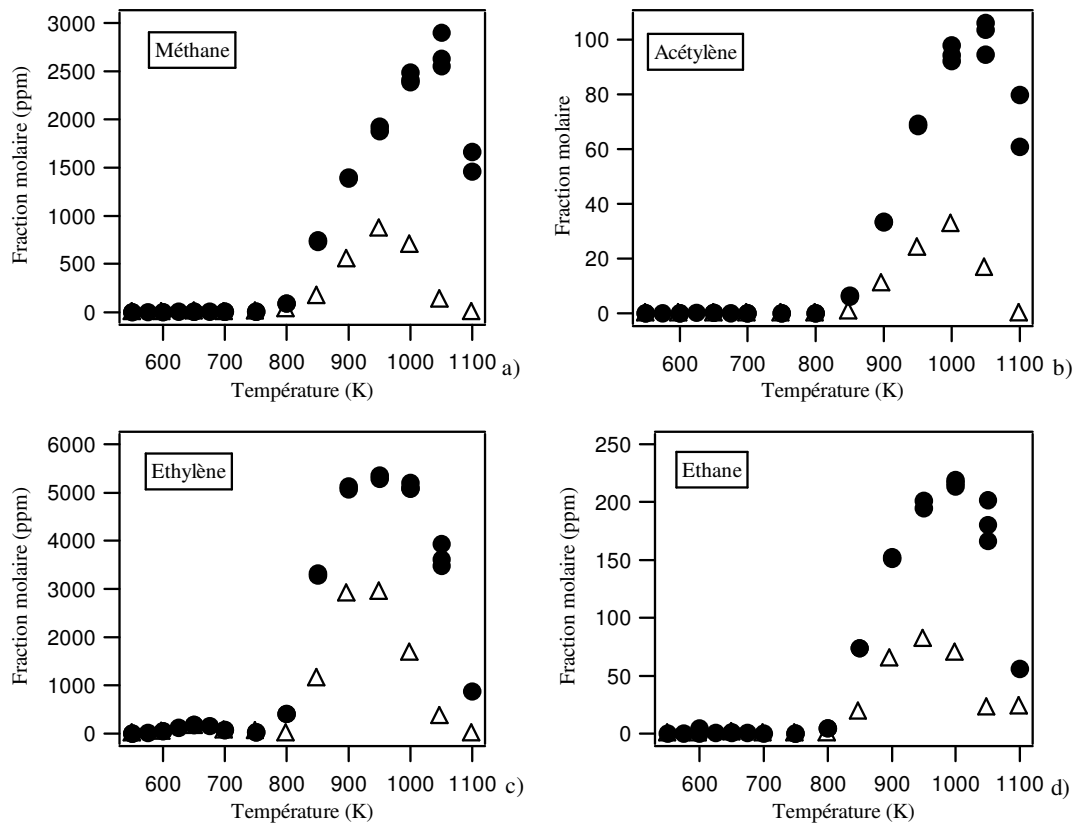 Méthane
Fraction molaire (ppm)
3000
2500
2000
1500
1000
500
0
600 700 800 900 1000 1100
Température (K)
a)
Acétylène
Fraction molaire
100
80
60
40
20
0
600 700 800 900 1000 1100
Température (K)
b)
Ethylène
Fraction molaire (ppm)
6000
5000
4000
3000
2000
1000
0
600 700 800 900 1000 1100
Température (K)
c)
Ethane
Fraction molaire (ppm)
250
200
150
100
50
0
600 700 800 900 1000 1100
Température (K)
d)